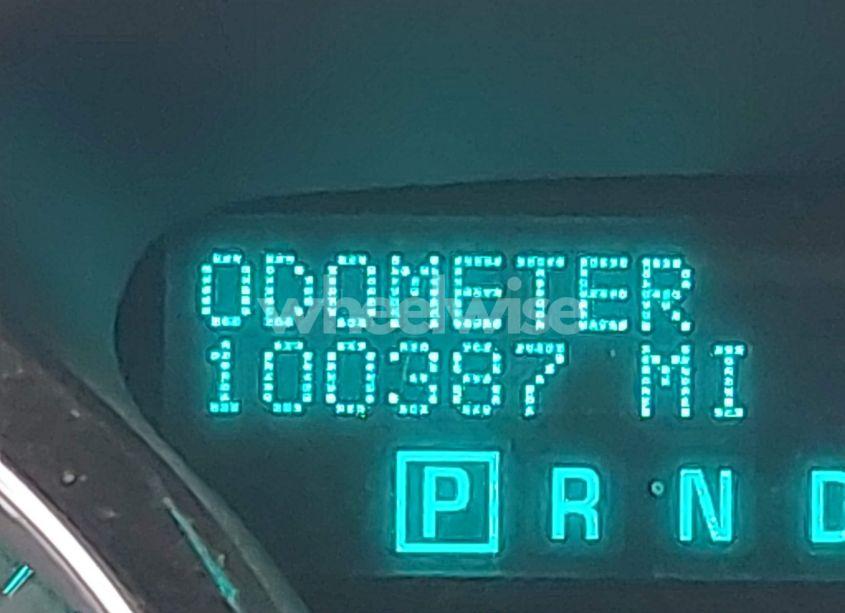 ODOMETER
wheelwise
100387 MI
P R N D